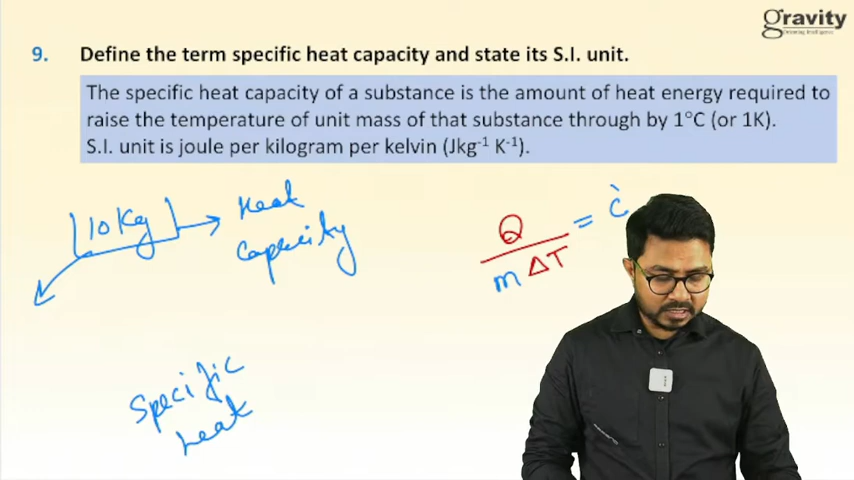 gravity
9. Define the term specific heat capacity and state its S.I. unit.
The specific heat capacity of a substance is the amount of heat energy required to
raise the temperature of unit mass of that substance through by 1°C (or 1K).
S.I. unit is joule per kilogram per kelvin (Jkg⁻¹ K⁻¹).
10 Kg
Heat
capacity
Q
m ΔT
= c
Specific
heat